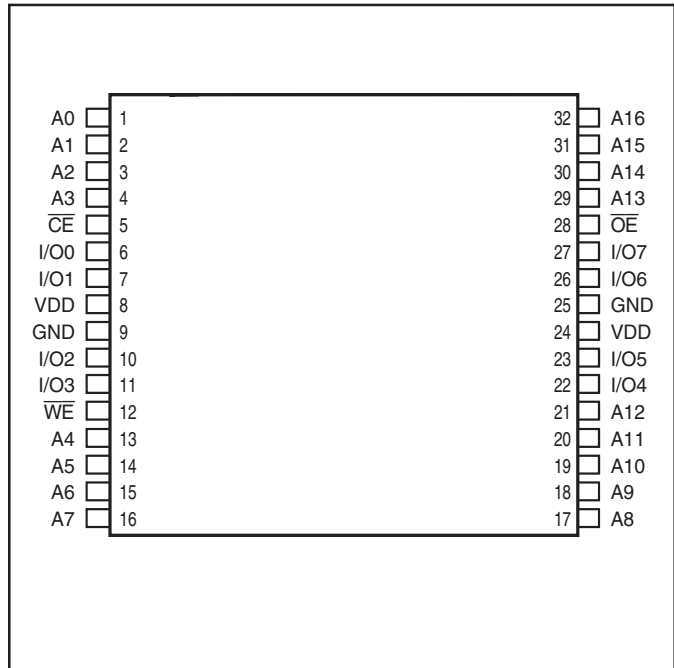 A0 1 32 A16
A1 2 31 A15
A2 3 30 A14
A3 4 29 A13
C̅E̅ 5 28 O̅E̅
I/O0 6 27 I/O7
I/O1 7 26 I/O6
VDD 8 25 GND
GND 9 24 VDD
I/O2 10 23 I/O5
I/O3 11 22 I/O4
W̅E̅ 12 21 A12
A4 13 20 A11
A5 14 19 A10
A6 15 18 A9
A7 16 17 A8